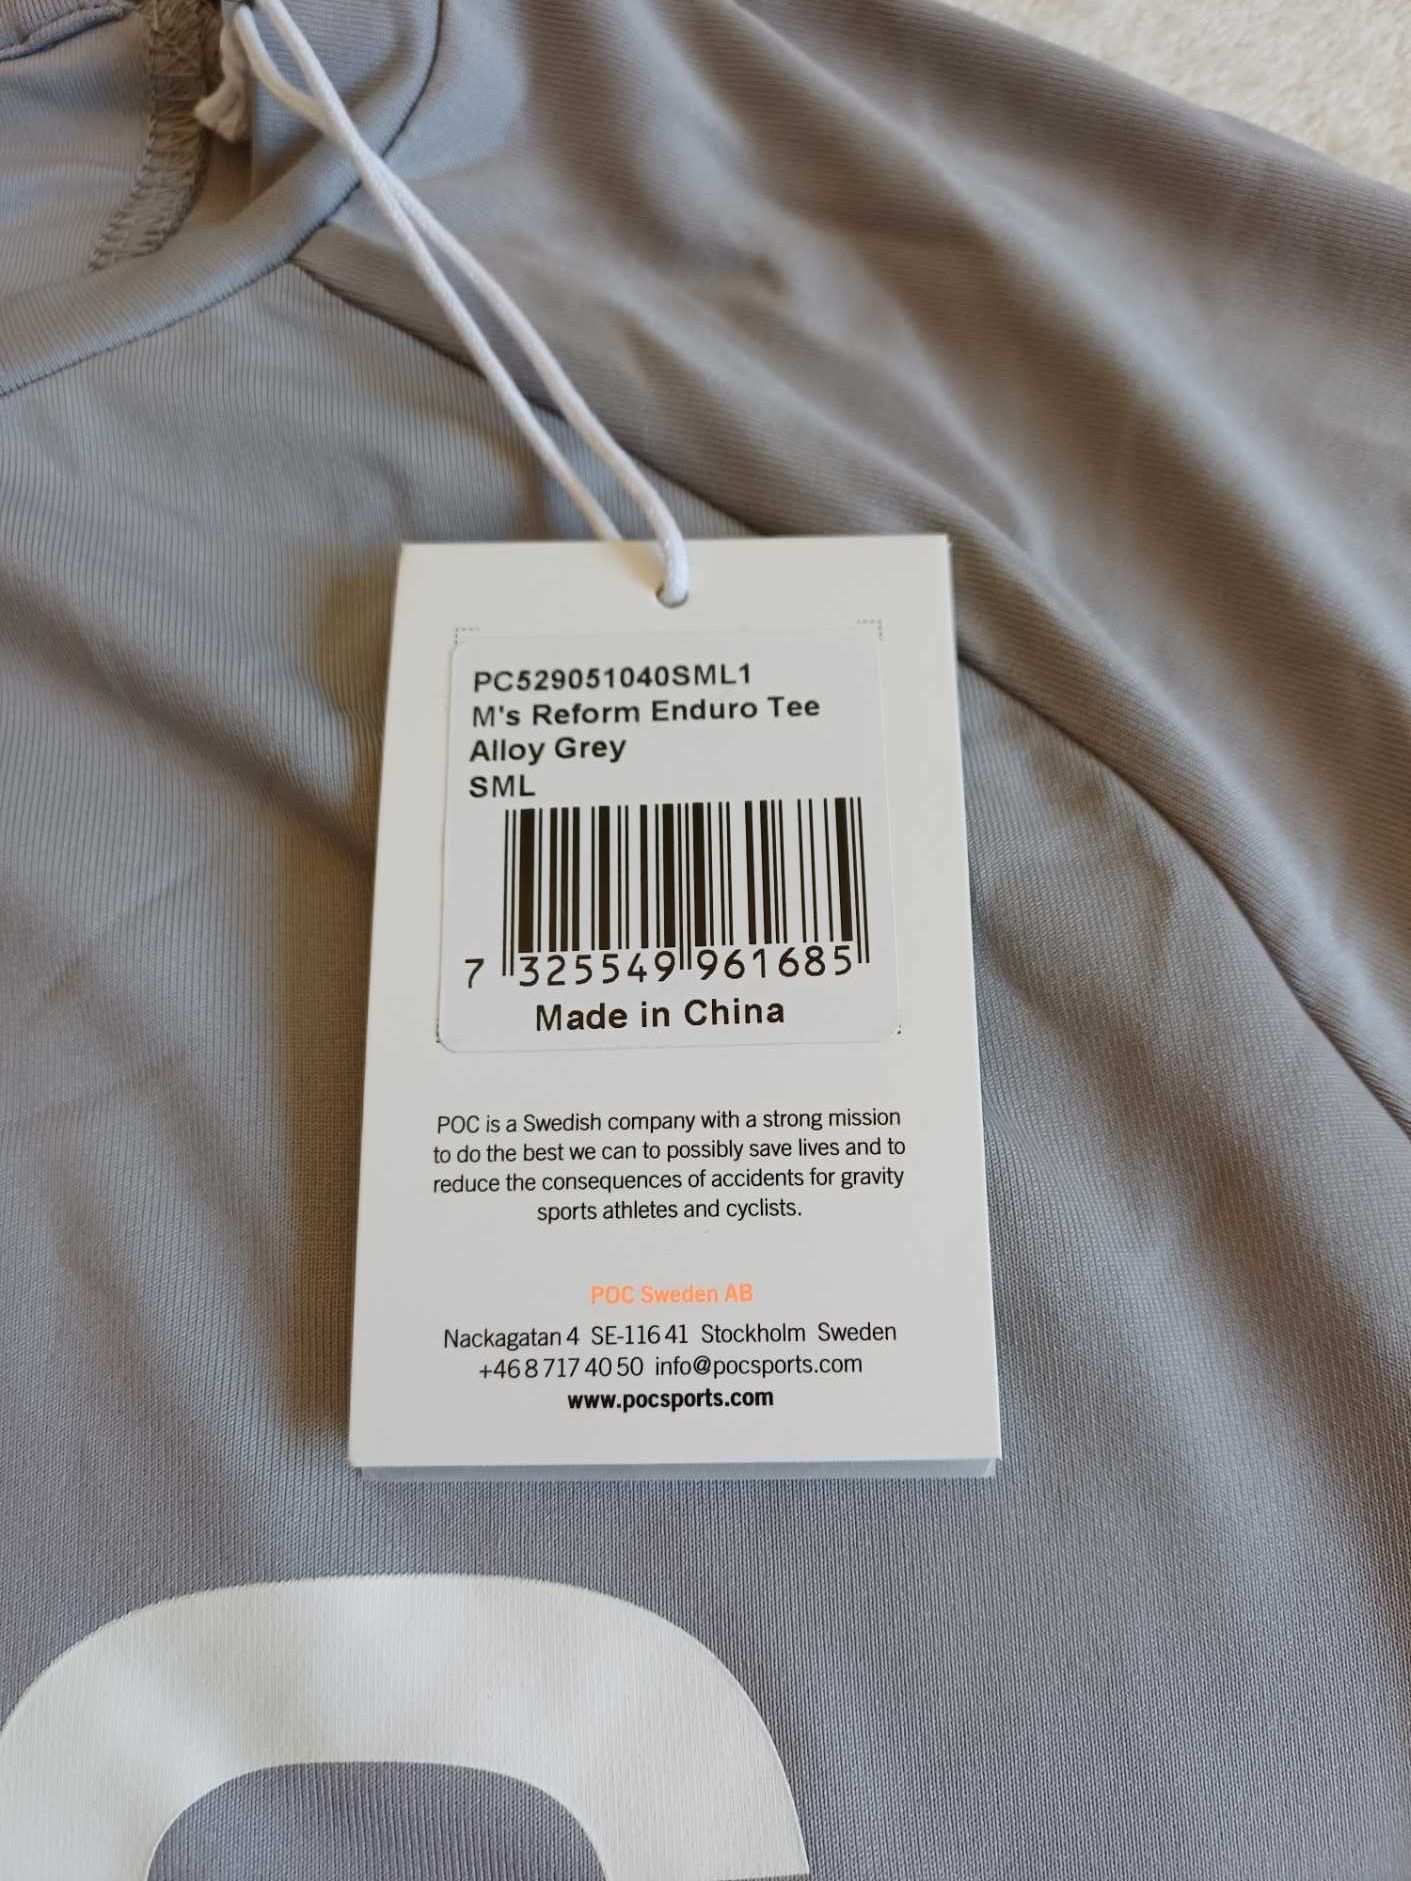 PC529051040SML1
M's Reform Enduro Tee
Alloy Grey
SML
7 325549 961685
Made in China
POC is a Swedish company with a strong mission
to do the best we can to possibly save lives and to
reduce the consequences of accidents for gravity
sports athletes and cyclists.
POC Sweden AB
Nackagatan 4 SE-116 41 Stockholm Sweden
+46 8 717 40 50 info@pocsports.com
www.pocsports.com